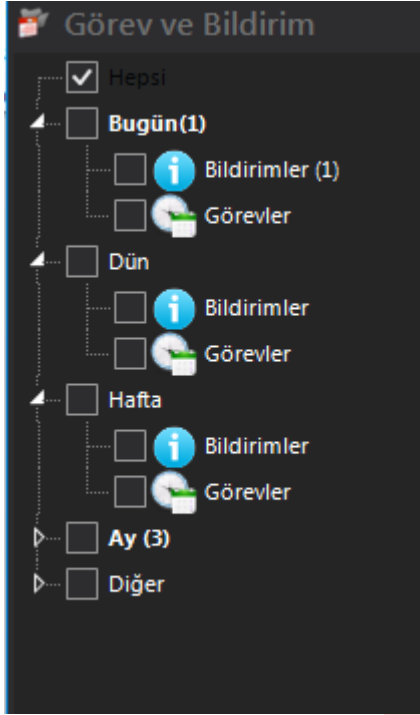 Görev ve Bildirim
Hepsi
Bugün(1)
Bildirimler (1)
Görevler
Dün
Bildirimler
Görevler
Hafta
Bildirimler
Görevler
Ay (3)
Diğer